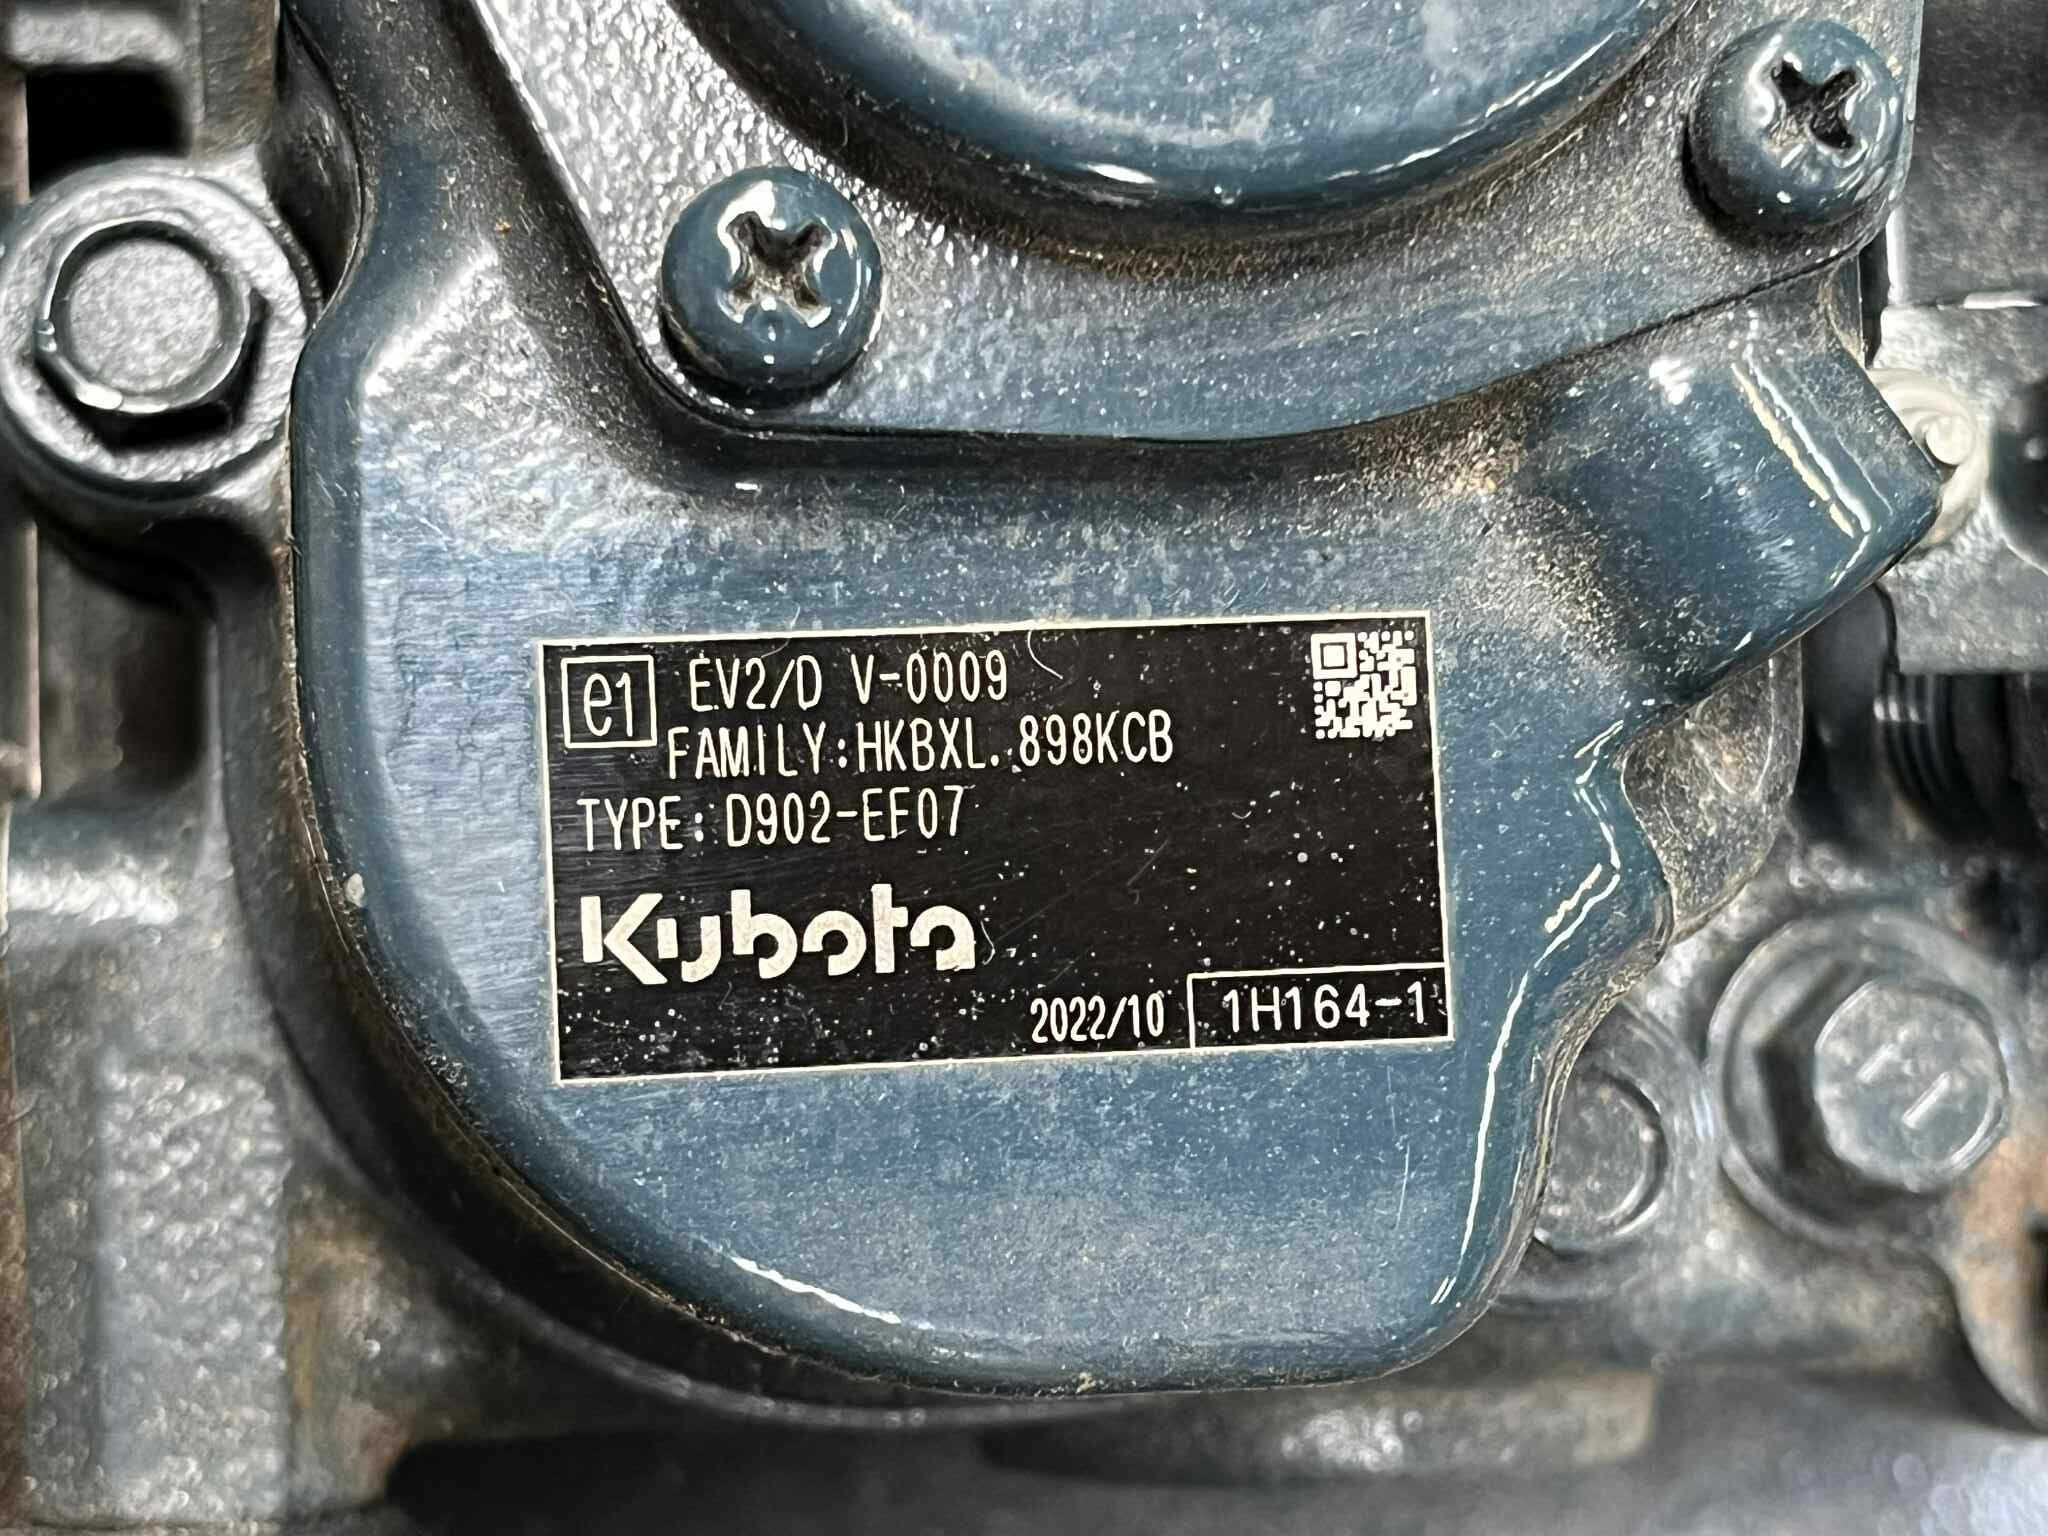 e1 EV2/D V-0009
FAMILY:HKBXL.898KCB
TYPE: D902-EF07
Kubota
2022/10 1H164-1